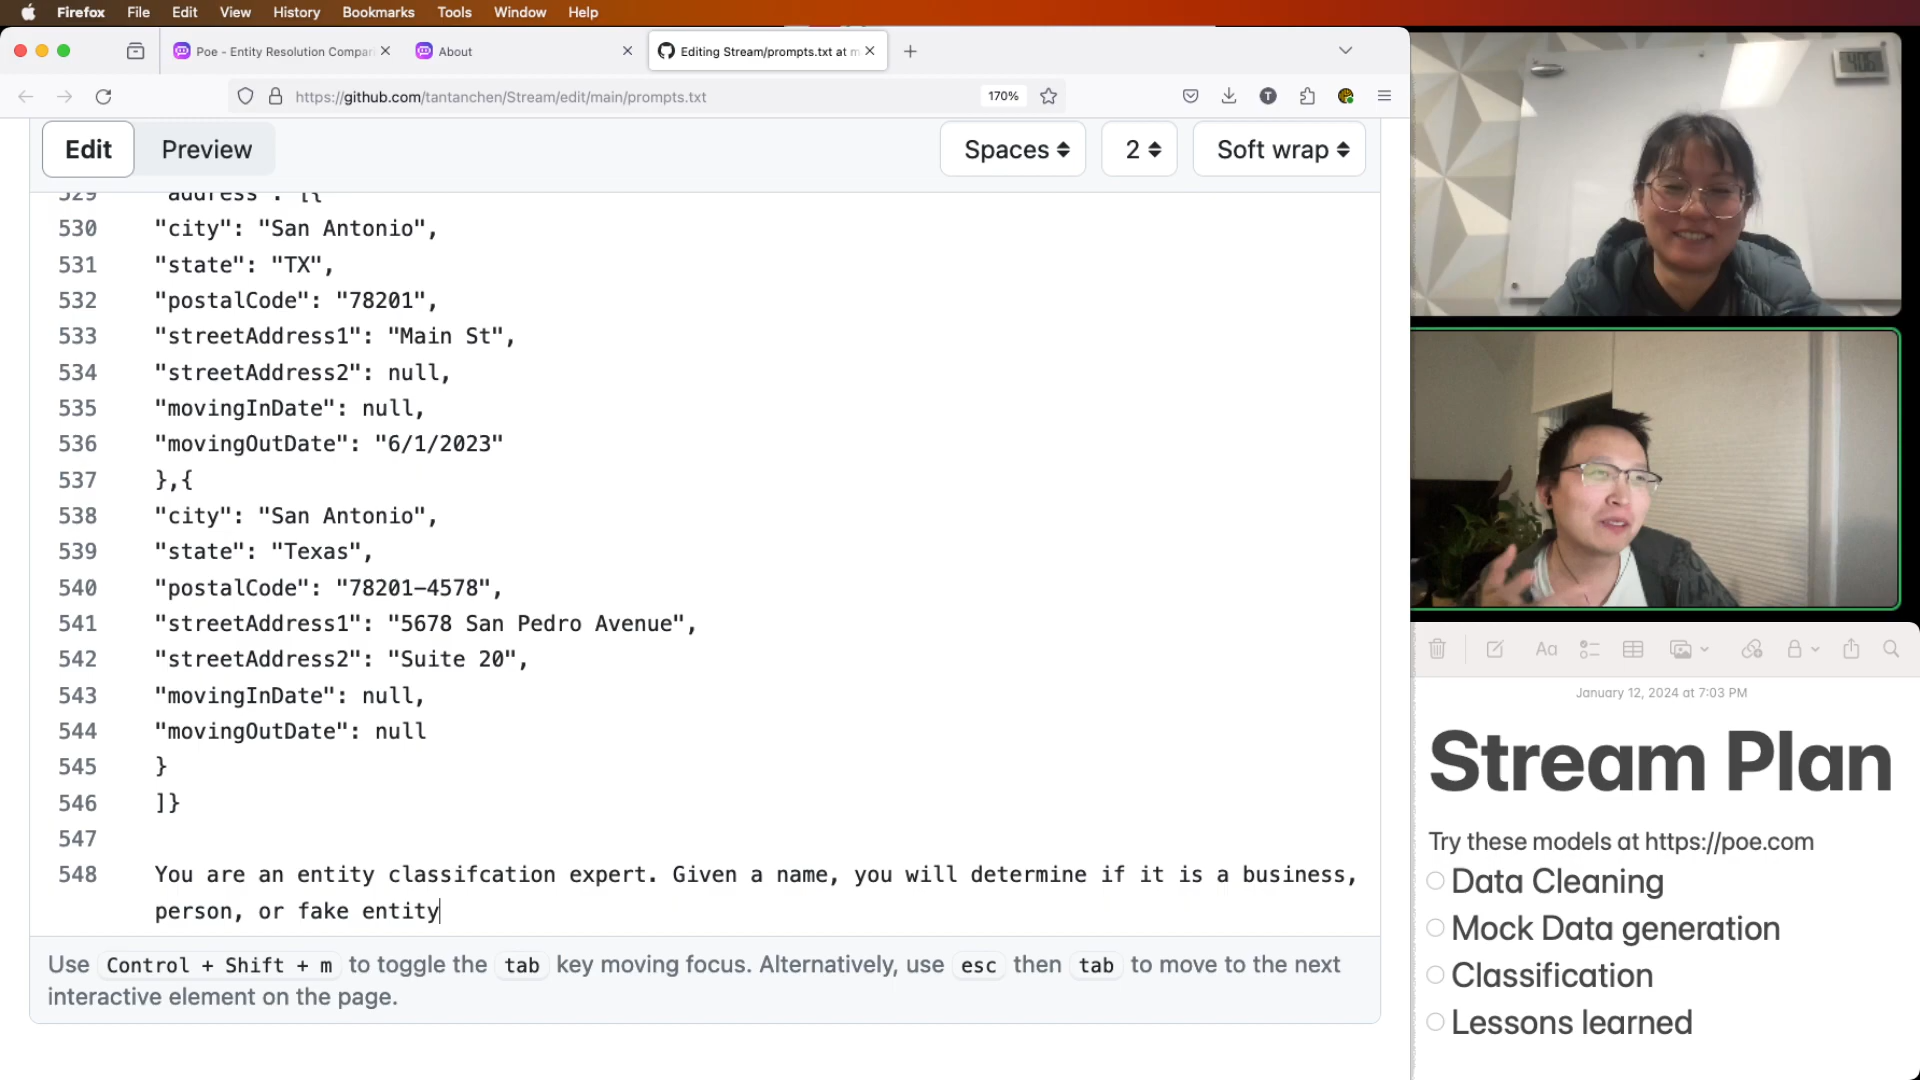 Firefox File Edit View History Bookmarks Tools Window Help
Poe - Entity Resolution Compari
About
Editing Stream/prompts.txt at m
https://github.com/tantanchen/Stream/edit/main/prompts.txt
170%
T
Edit
Preview
Spaces
2
Soft wrap
529 "address": [{
530 "city": "San Antonio",
531 "state": "TX",
532 "postalCode": "78201",
533 "streetAddress1": "Main St",
534 "streetAddress2": null,
535 "movingInDate": null,
536 "movingOutDate": "6/1/2023"
537 },{
538 "city": "San Antonio",
539 "state": "Texas",
540 "postalCode": "78201-4578",
541 "streetAddress1": "5678 San Pedro Avenue",
542 "streetAddress2": "Suite 20",
543 "movingInDate": null,
544 "movingOutDate": null
545 }
546 ]}
547
548 You are an entity classifcation expert. Given a name, you will determine if it is a business,
person, or fake entity
Use Control + Shift + m to toggle the tab key moving focus. Alternatively, use esc then tab to move to the next
interactive element on the page.
Aa
January 12, 2024 at 7:03 PM
Stream Plan
Try these models at https://poe.com
Data Cleaning
Mock Data generation
Classification
Lessons learned